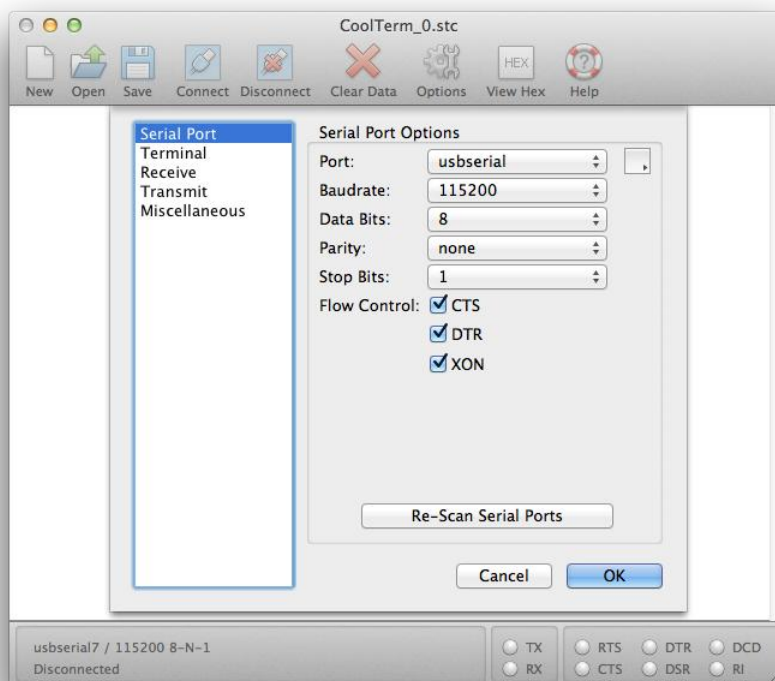 CoolTerm_0.stc
New Open Save Connect Disconnect Clear Data Options View Hex Help
HEX
Serial Port
Terminal
Receive
Transmit
Miscellaneous
Serial Port Options
Port: usbserial
Baudrate: 115200
Data Bits: 8
Parity: none
Stop Bits: 1
Flow Control: CTS
DTR
XON
Re-Scan Serial Ports
Cancel OK
usbserial7 / 115200 8-N-1
Disconnected
TX RTS DTR DCD
RX CTS DSR RI